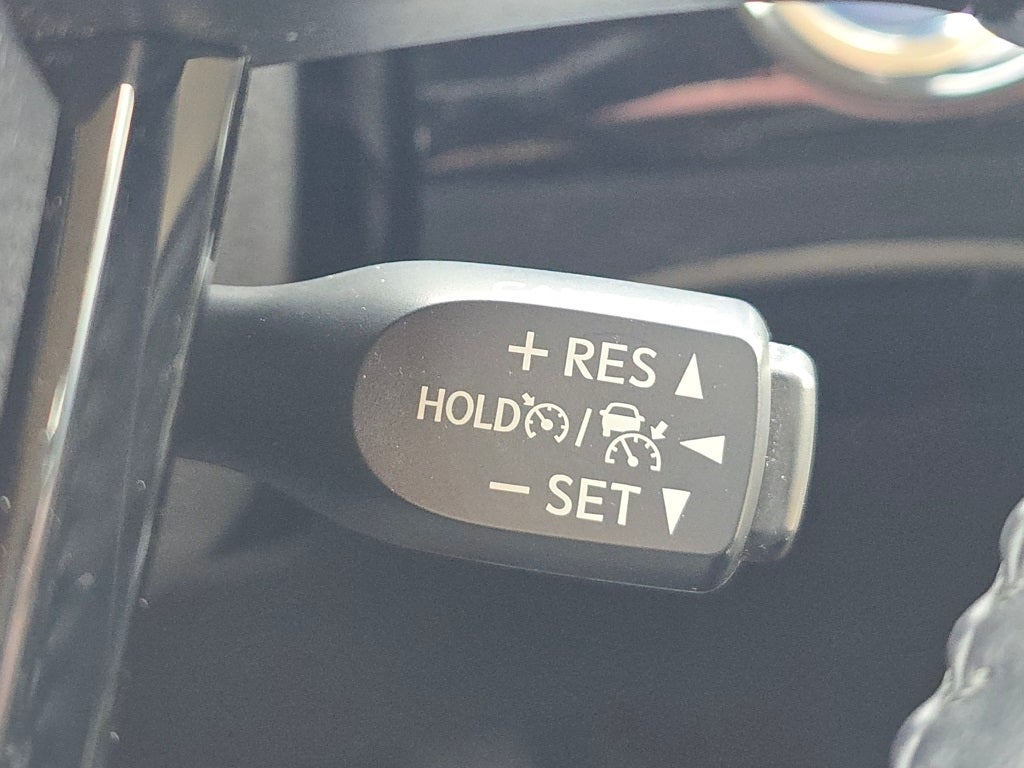 + RES
HOLD /
− SET